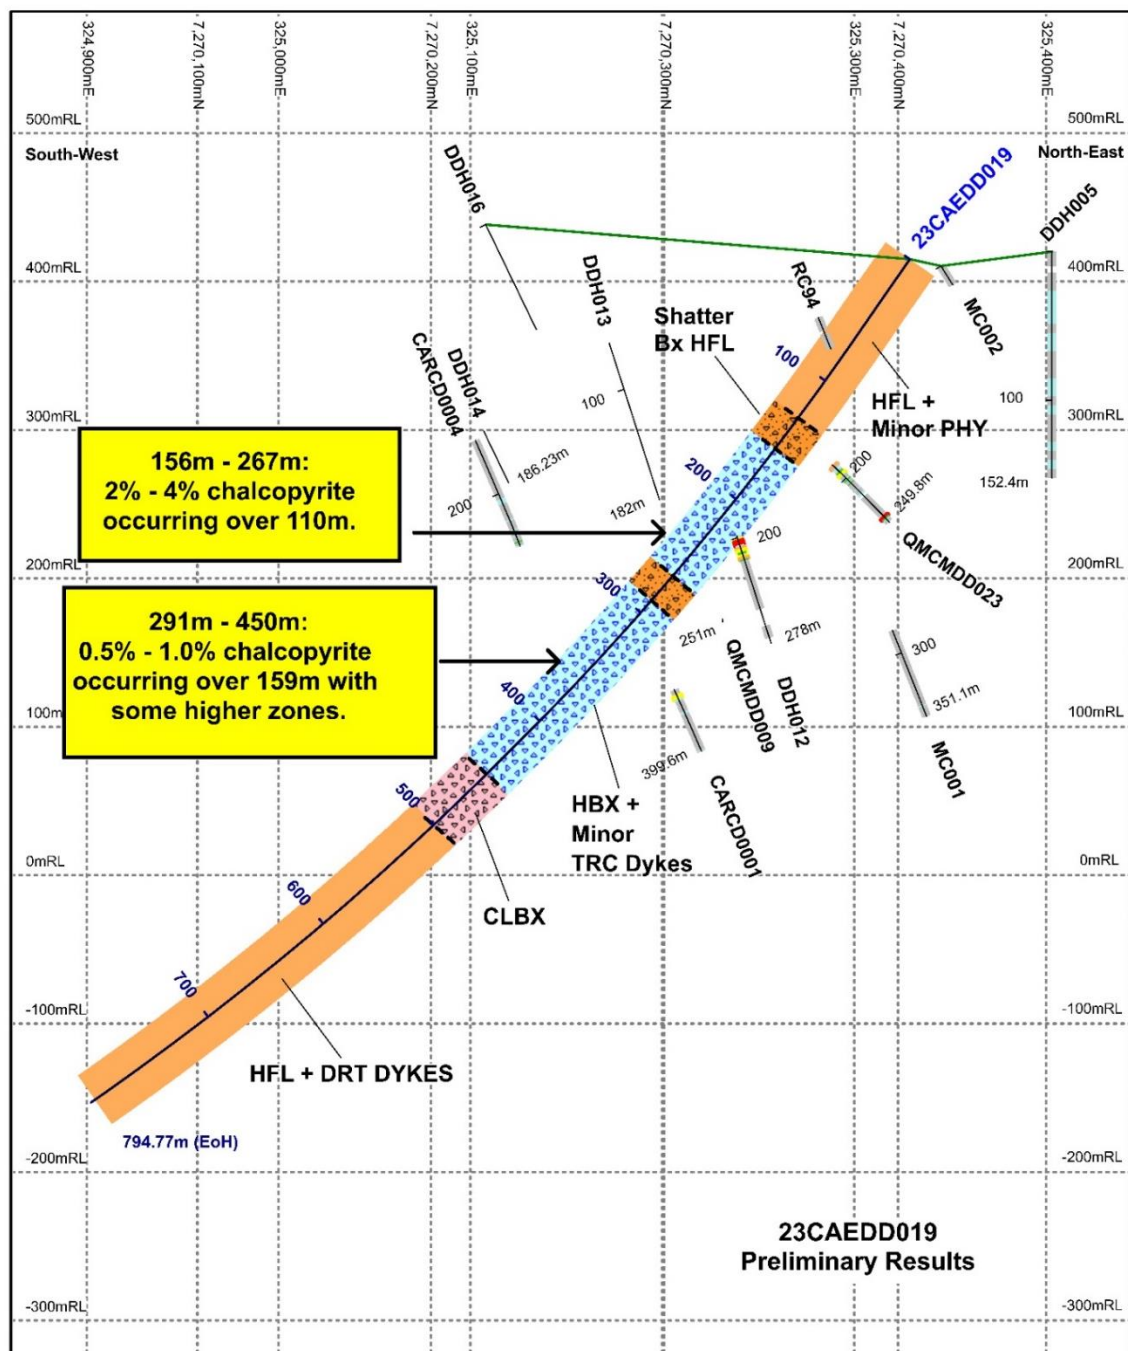 324,900mE
7,270,100mN
325,000mE
7,270,200mN
325,100mE
7,270,300mN
325,300mE
7,270,400mN
325,400mE
500mRL
500mRL
South-West
North-East
DDH016
23CAEDD019
DDH005
400mRL
400mRL
DDH013
RC94
MC002
Shatter
Bx HFL
DDH014
CARCD0004
100
100
100
HFL +
Minor PHY
300mRL
300mRL
156m - 267m:
2% - 4% chalcopyrite
occurring over 110m.
186.23m
200
182m
200
200
249.8m
152.4m
200
QMCMDD023
200mRL
200mRL
291m - 450m:
0.5% - 1.0% chalcopyrite
occurring over 159m with
some higher zones.
300
251m
278m
QMCMDD009
DDH012
300
351.1m
MC001
100m
100mRL
400
399.6m
CARCD0001
HBX +
Minor
TRC Dykes
500
0mRL
0mRL
CLBX
600
700
-100mRL
-100mRL
HFL + DRT DYKES
794.77m (EoH)
-200mRL
-200mRL
23CAEDD019
Preliminary Results
-300mRL
-300mRL